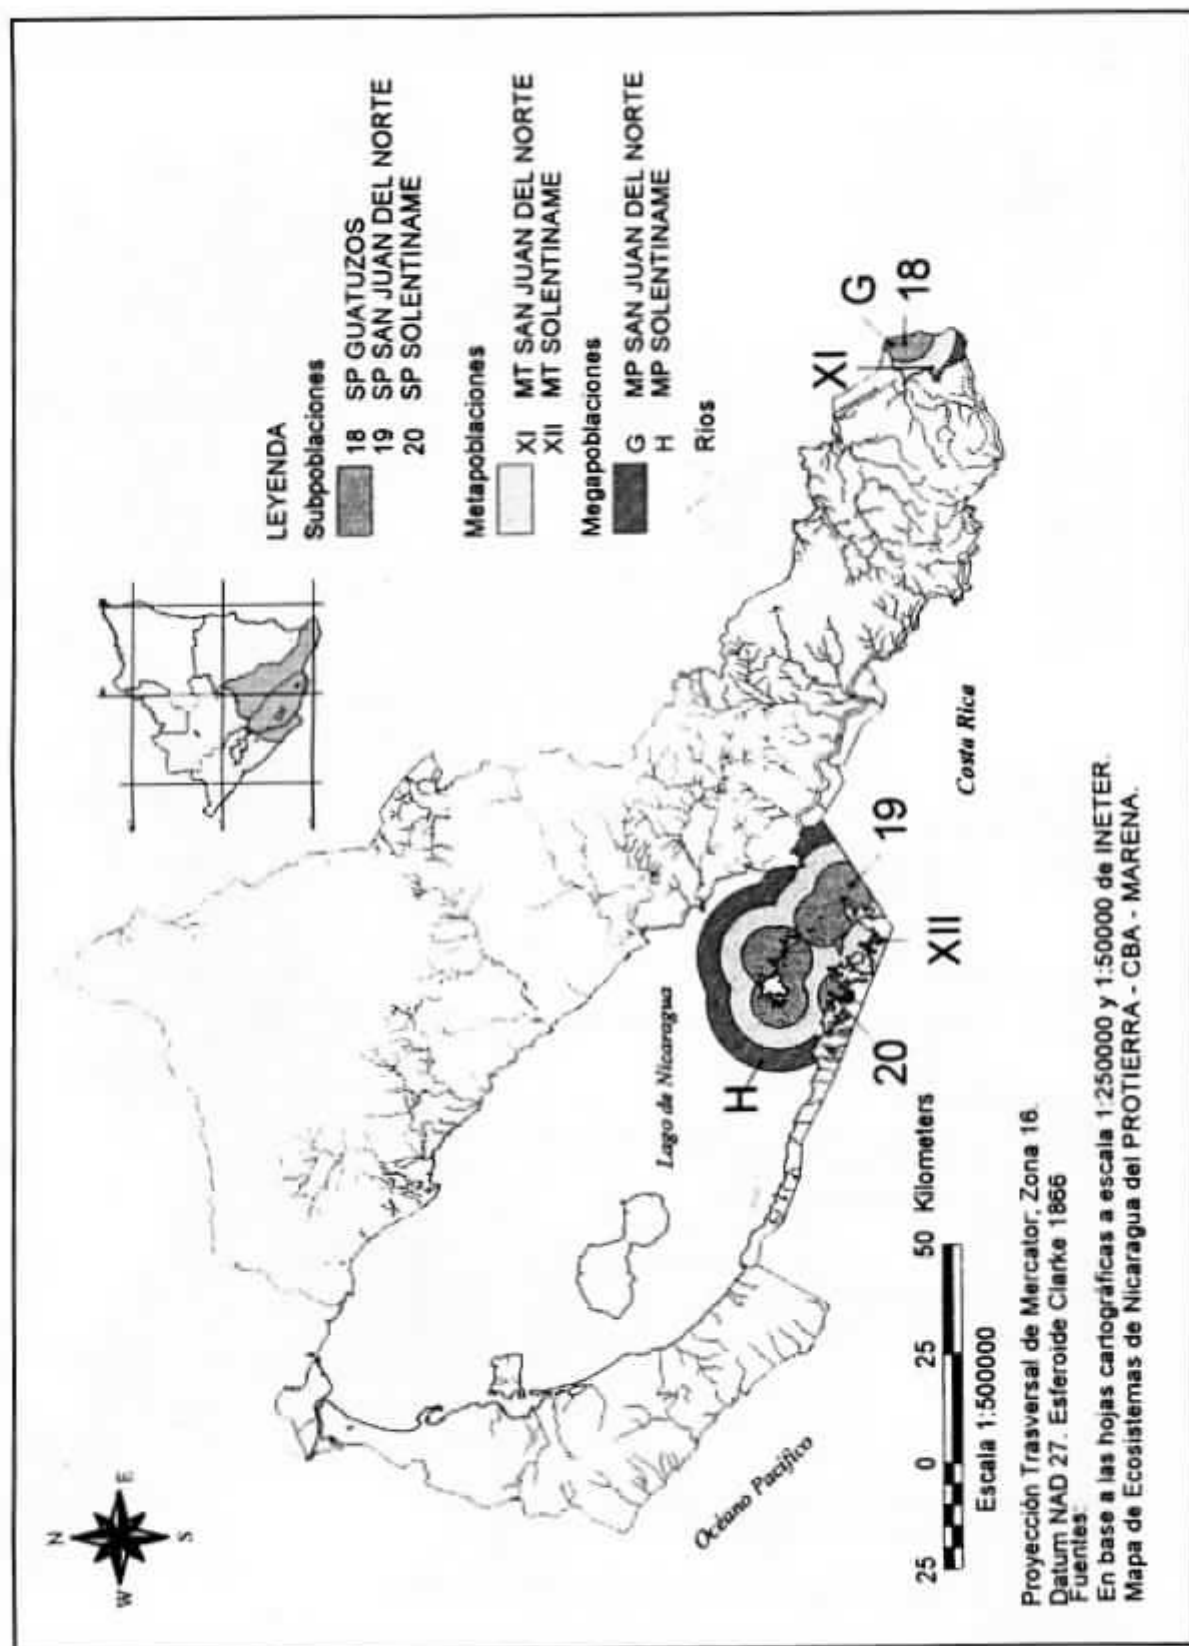 N
W E
S
LEYENDA
Subpoblaciones
18 SP GUATUZOS
19 SP SAN JUAN DEL NORTE
20 SP SOLENTINAME
Metapoblaciones
XI MT SAN JUAN DEL NORTE
XII MT SOLENTINAME
Megapoblaciones
G MP SAN JUAN DEL NORTE
H MP SOLENTINAME
Ríos
Lago de Nicaragua
H
XI
G
18
20
XII
19
Costa Rica
Océano Pacífico
25 0 25 50 Kilometers
Escala 1:500000
Proyección Trasversal de Mercator, Zona 16.
Datum NAD 27. Esferoide Clarke 1866
Fuentes:
En base a las hojas cartográficas a escala 1:2500000 y 1:50000 de INETER.
Mapa de Ecosistemas de Nicaragua del PROTIERRA - CBA - MARENA.